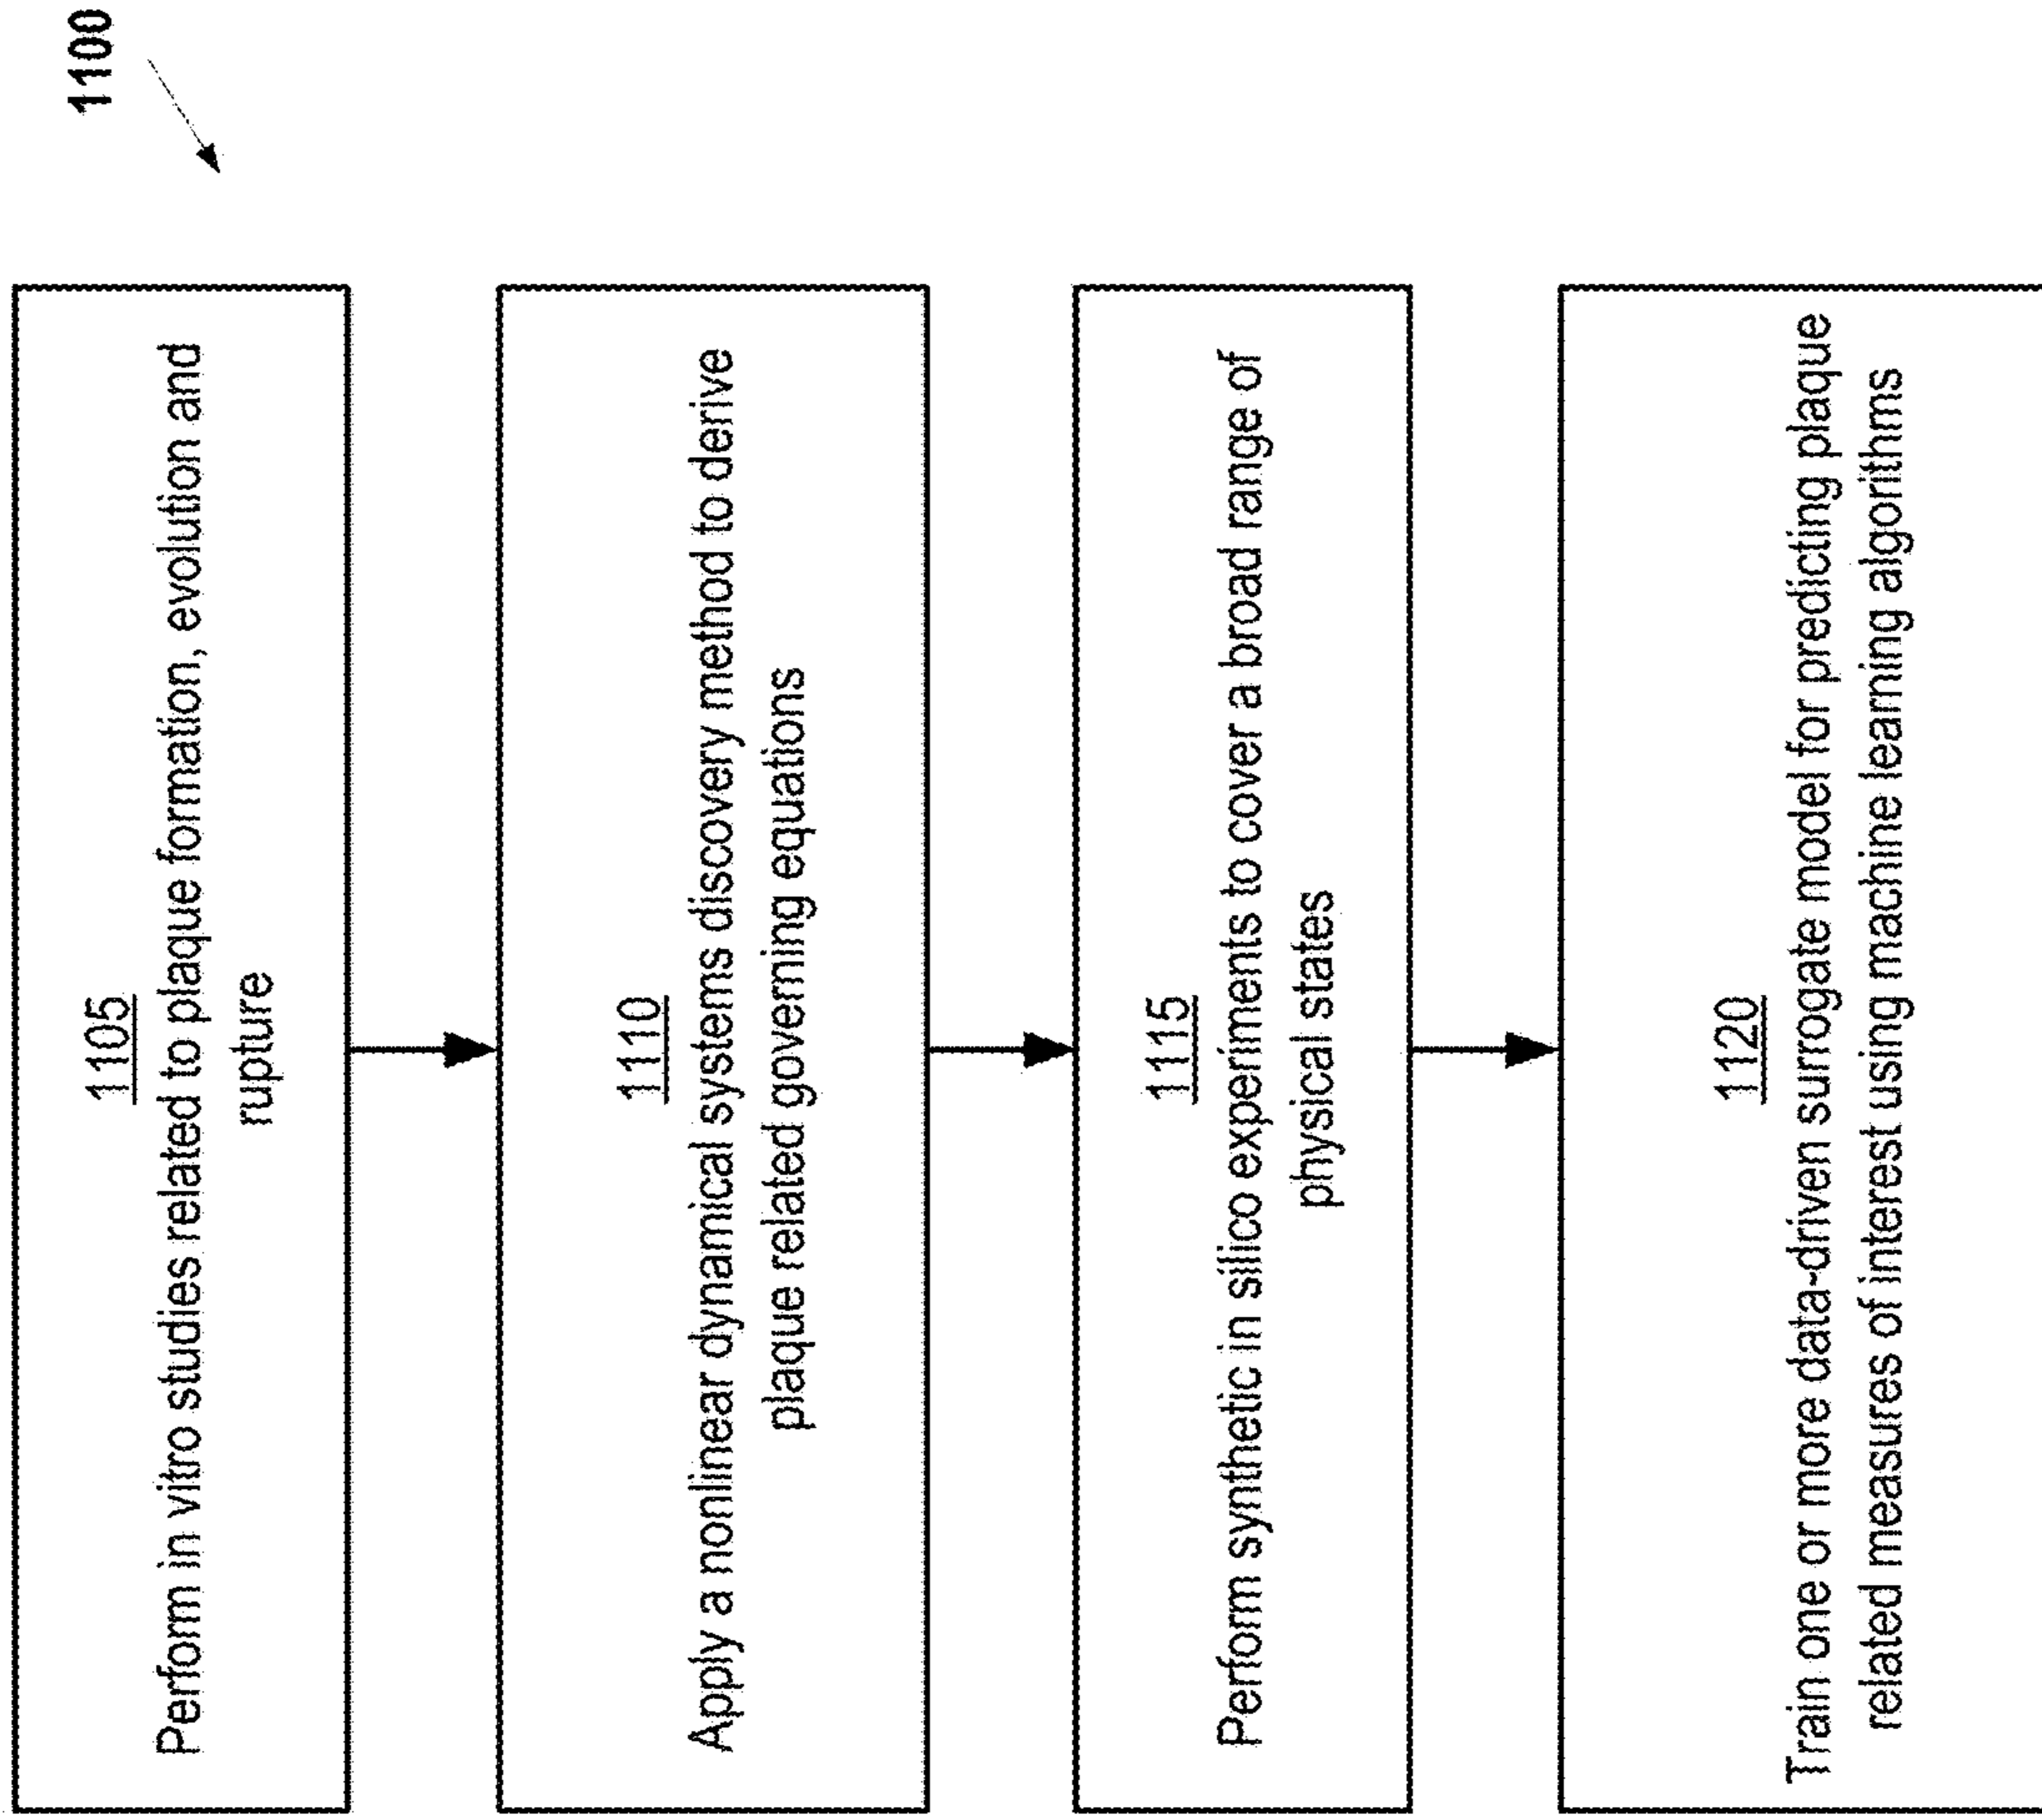 1100
1105
Perform in vitro studies related to plaque formation, evolution and
rupture
1110
Apply a nonlinear dynamical systems discovery method to derive
plaque related governing equations
1115
Perform synthetic in silico experiments to cover a broad range of
physical states
1120
Train one or more data-driven surrogate model for predicting plaque
related measures of interest using machine learning algorithms